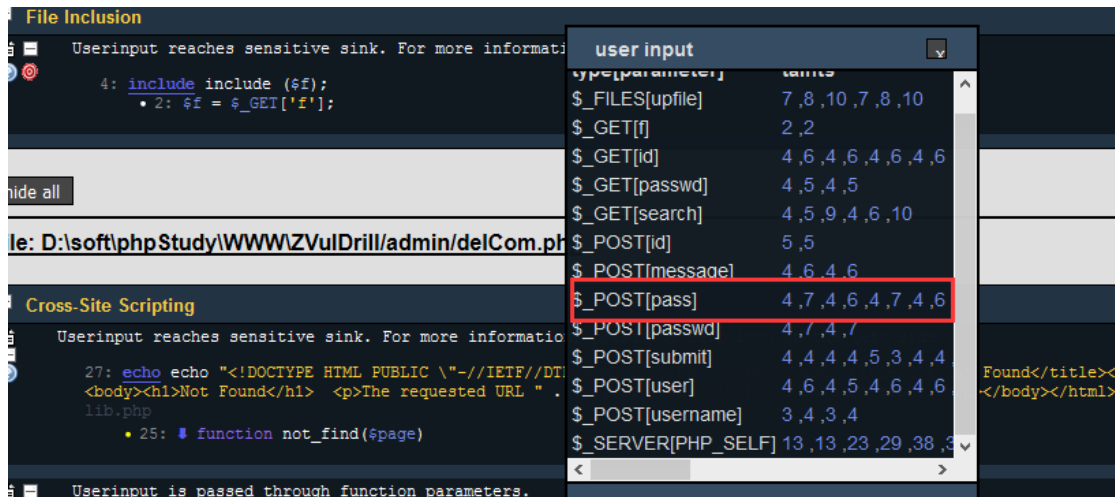 File Inclusion
Userinput reaches sensitive sink. For more informati
4: include include ($f);
• 2: $f = $_GET['f'];
hide all
ile: D:\soft\phpStudy\WWW\ZVulDrill/admin/delCom.ph
Cross-Site Scripting
Userinput reaches sensitive sink. For more informatio
27: echo echo "<!DOCTYPE HTML PUBLIC \"-//IETF//DT
Found</title><
<body><h1>Not Found</h1> <p>The requested URL " .
></body></html>
lib.php
• 25: function not_find($page)
Userinput is passed through function parameters.
user input
type[parameter] taints
$_FILES[upfile] 7 ,8 ,10 ,7 ,8 ,10
$_GET[f] 2 ,2
$_GET[id] 4 ,6 ,4 ,6 ,4 ,6 ,4 ,6
$_GET[passwd] 4 ,5 ,4 ,5
$_GET[search] 4 ,5 ,9 ,4 ,6 ,10
$_POST[id] 5 ,5
$_POST[message] 4 ,6 ,4 ,6
$_POST[pass] 4 ,7 ,4 ,6 ,4 ,7 ,4 ,6
$_POST[passwd] 4 ,7 ,4 ,7
$_POST[submit] 4 ,4 ,4 ,4 ,5 ,3 ,4 ,4 ,
$_POST[user] 4 ,6 ,4 ,5 ,4 ,6 ,4 ,6 ,
$_POST[username] 3 ,4 ,3 ,4
$_SERVER[PHP_SELF] 13 ,13 ,23 ,29 ,38 ,3